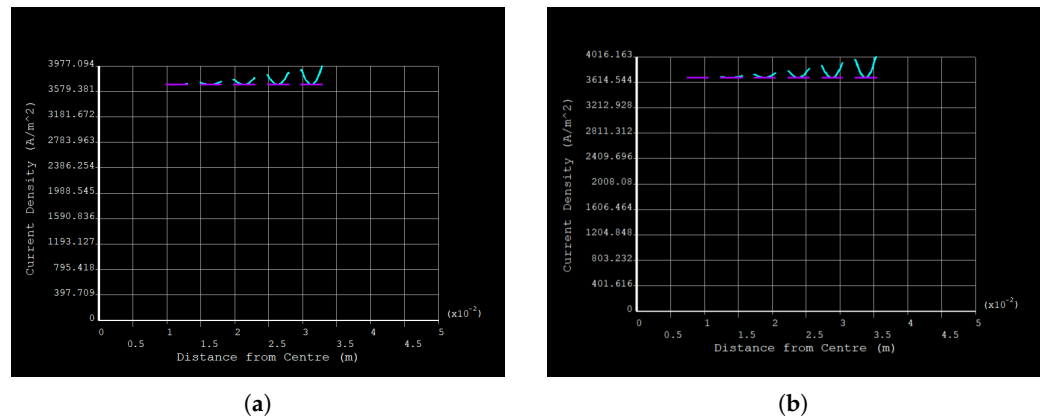 3977.094
3579.381
3181.672
2783.963
2386.254
1988.545
1590.836
1193.127
795.418
397.709
0
Current Density (A/m^2)
0 1 2 3 4 5
0.5 1.5 2.5 3.5 4.5
(x10⁻²)
Distance from Centre (m)
(a)
4016.163
3614.544
3212.928
2811.312
2409.696
2008.08
1606.464
1204.848
803.232
401.616
0
Current Density (A/m^2)
0 1 2 3 4 5
0.5 1.5 2.5 3.5 4.5
(x10⁻²)
Distance from Centre (m)
(b)